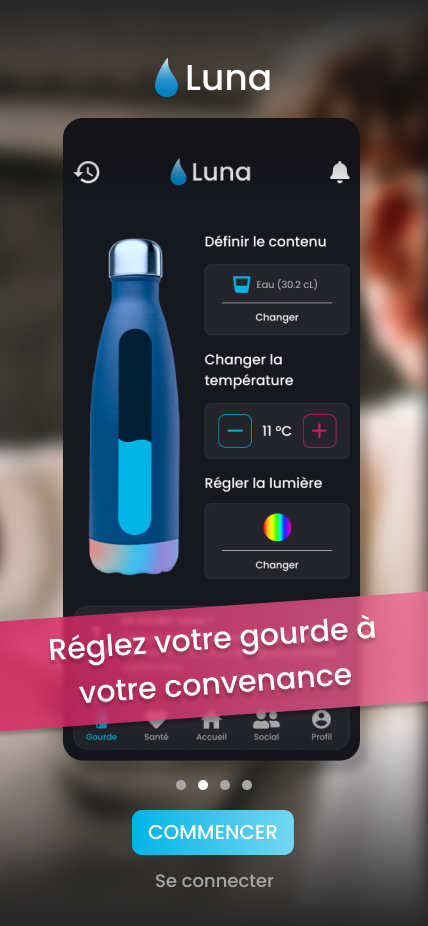 Luna
Luna
Définir le contenu
Eau (30.2 cL)
Changer
Changer la
température
11 °C
Régler la lumière
Changer
Réglez votre gourde à
votre convenance
Gourde
Santé
Accueil
Social
Profil
COMMENCER
Se connecter